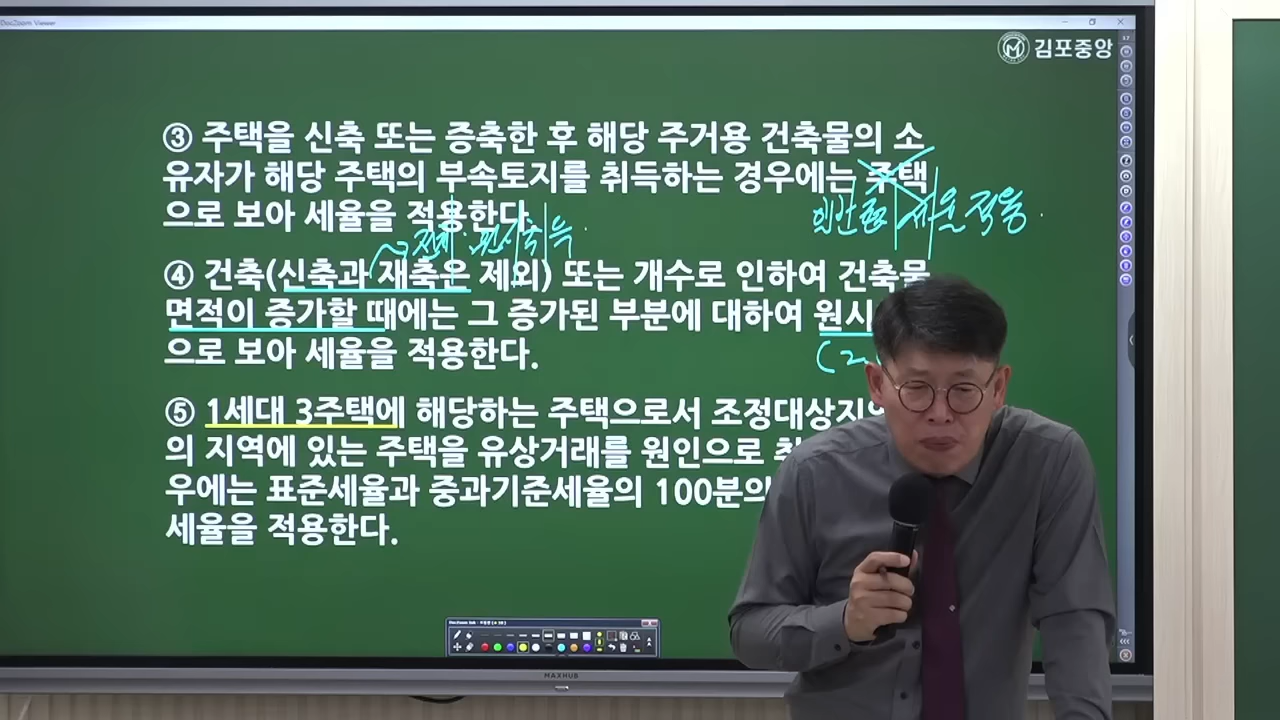 DocZoom Viewer
김포중앙
③ 주택을 신축 또는 증축한 후 해당 주거용 건축물의 소
유자가 해당 주택의 부속토지를 취득하는 경우에는 주택
으로 보아 세율을 적용한다.
세율 적용.
④ 건축(신축과 재축은 제외) 또는 개수로 인하여 건축물
면적이 증가할 때에는 그 증가된 부분에 대하여 원시
으로 보아 세율을 적용한다.
⑤ 1세대 3주택에 해당하는 주택으로서 조정대상지역
의 지역에 있는 주택을 유상거래를 원인으로 취
우에는 표준세율과 중과기준세율의 100분의
세율을 적용한다.
MAXHUB